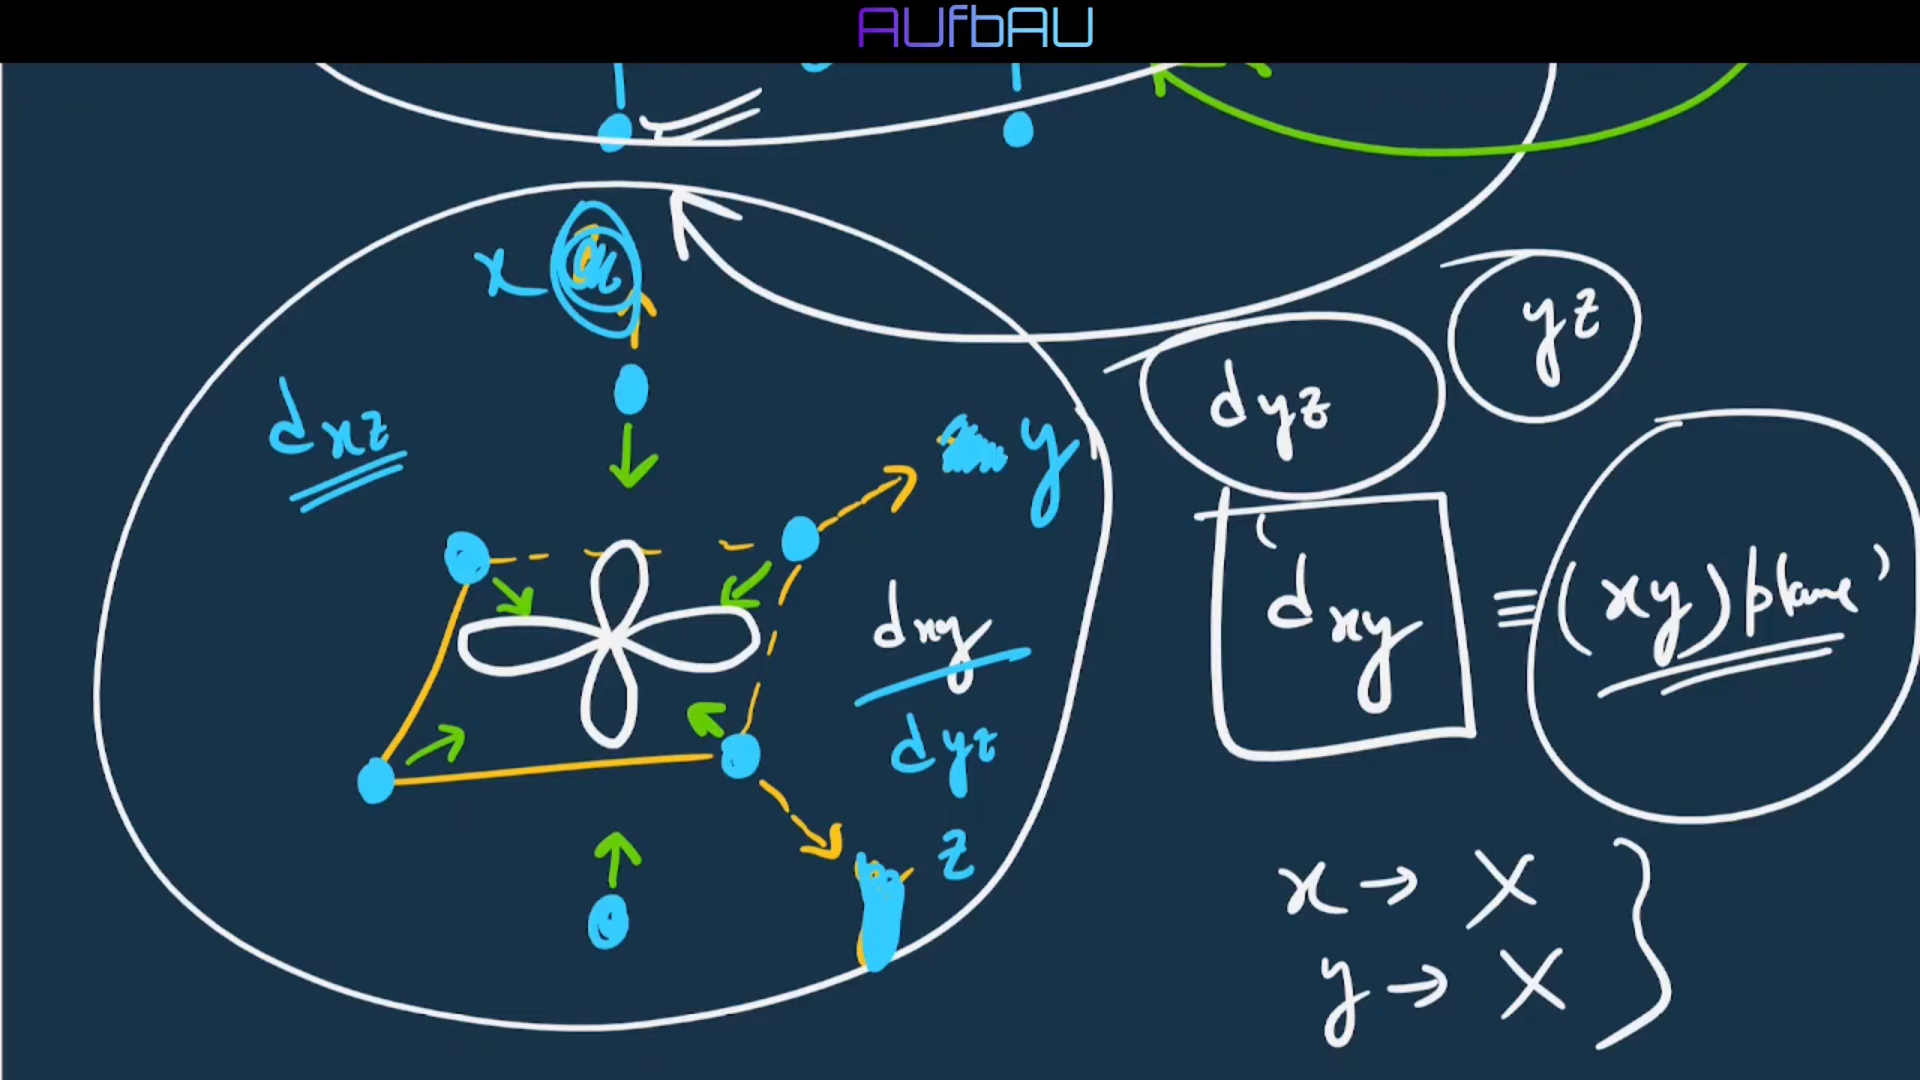 AUfbAU
x
yz
dyz
dxz
y
dxy
dxy
≡ (xy) plane
dyz
z
x → X
y → X